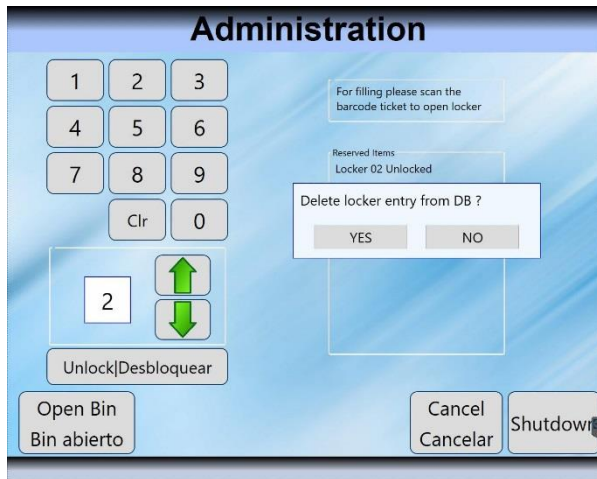 Administration
1 2 3
4 5 6
7 8 9
Clr 0
2
Unlock|Desbloquear
Open Bin
Bin abierto
For filling please scan the
barcode ticket to open locker
Reserved Items
Locker 02 Unlocked
Delete locker entry from DB ?
YES NO
Cancel
Cancelar
Shutdown